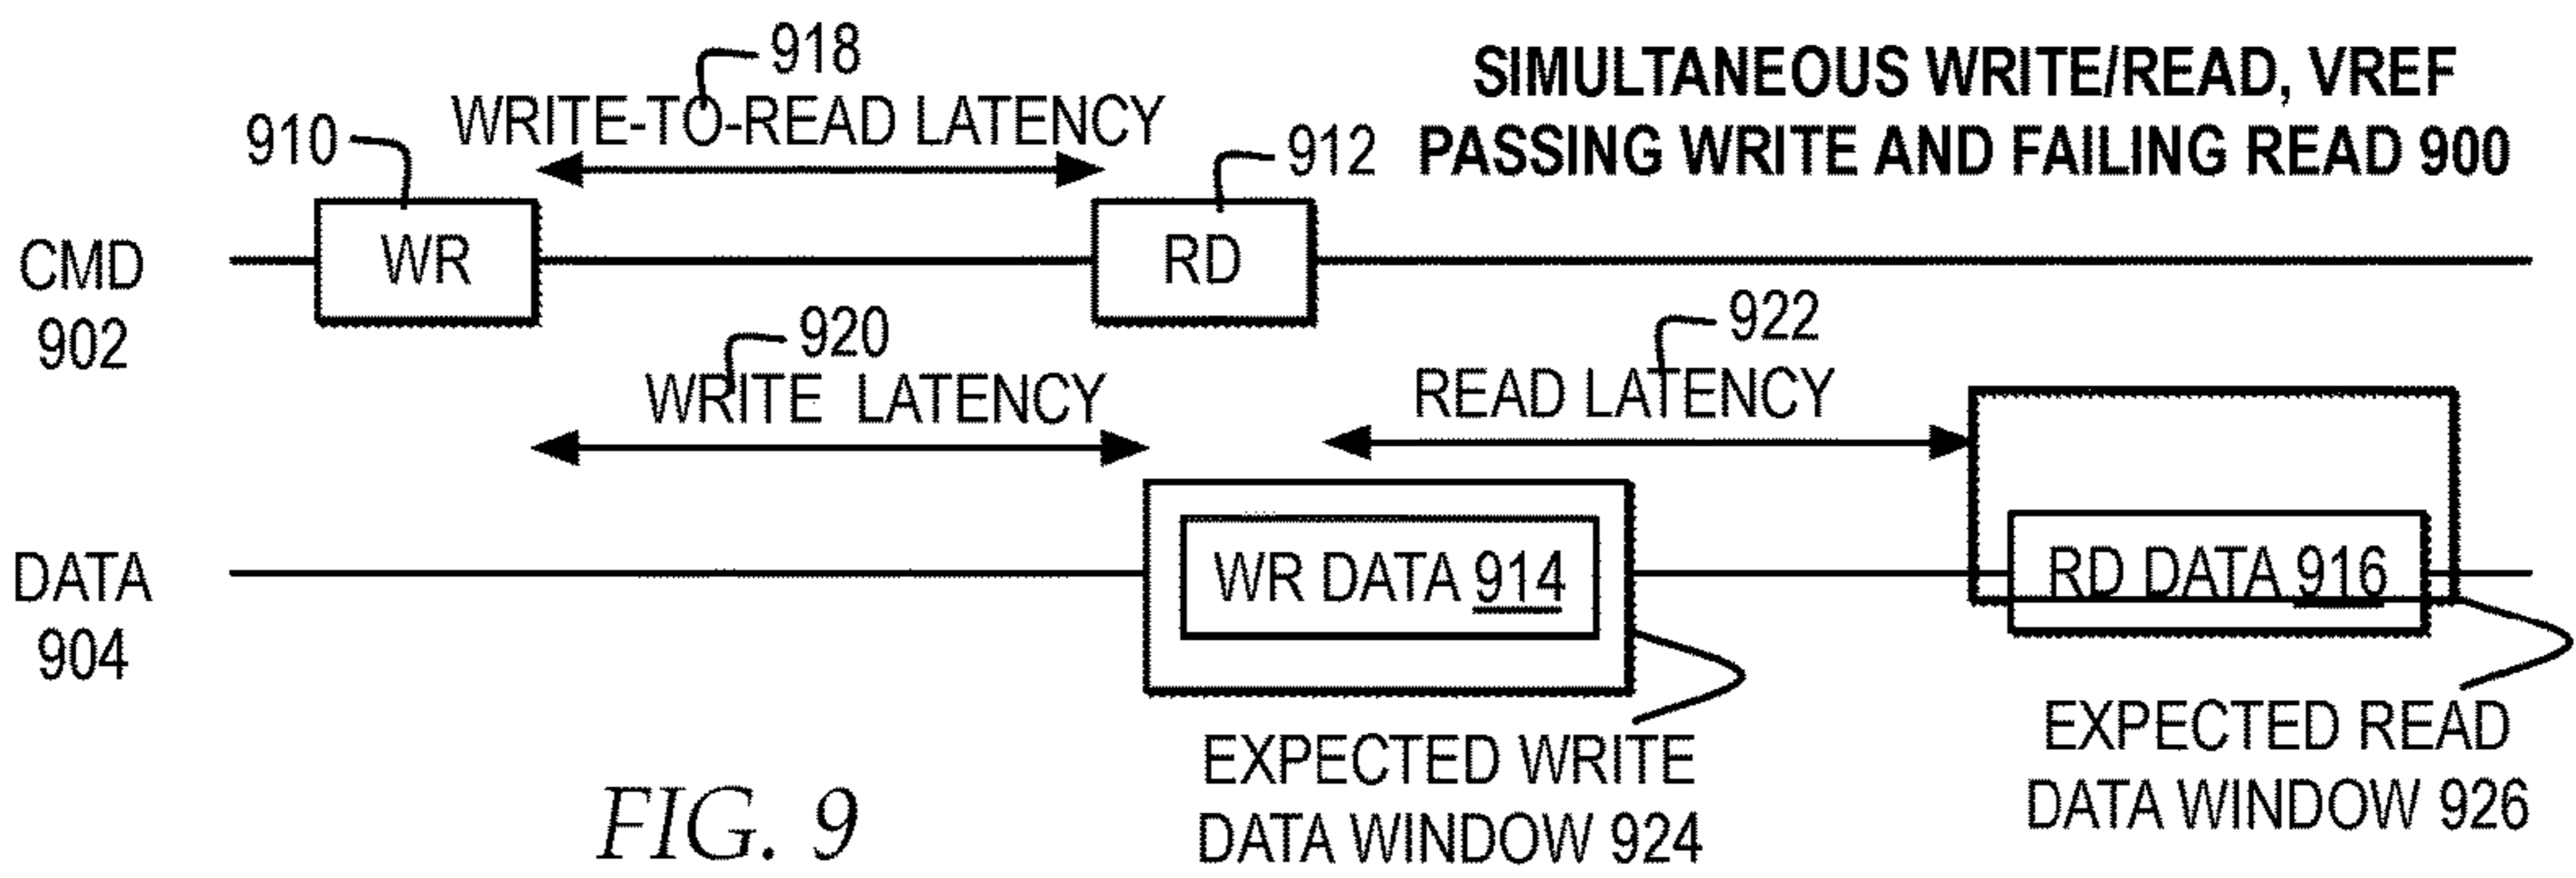 918
SIMULTANEOUS WRITE/READ, VREF
PASSING WRITE AND FAILING READ 900
910
WRITE-TO-READ LATENCY
912
CMD
902
WR
RD
920
WRITE LATENCY
922
READ LATENCY
DATA
904
WR DATA 914
RD DATA 916
EXPECTED WRITE
DATA WINDOW 924
EXPECTED READ
DATA WINDOW 926
FIG. 9